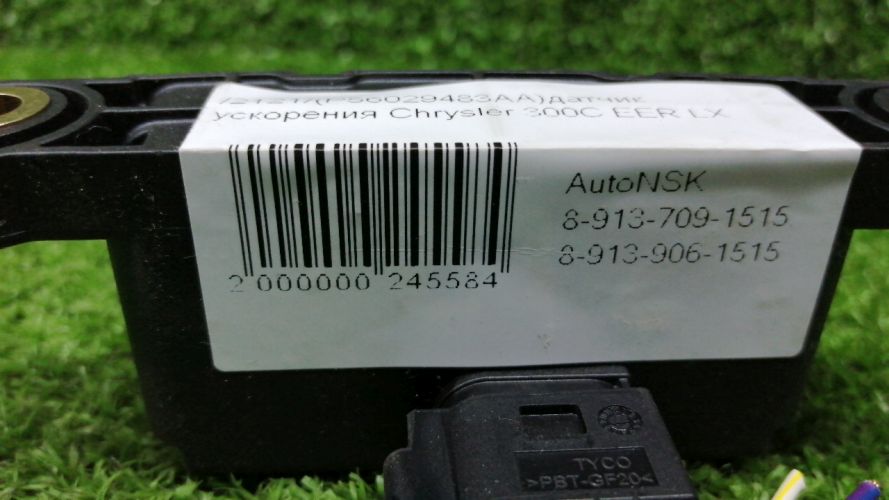 (P56029483AA)Датчик
ускорения Chrysler 300C EER LX
AutoNSK
8-913-709-1515
8-913-906-1515
2 000000 245584
TYCO
>PBT-GF20<